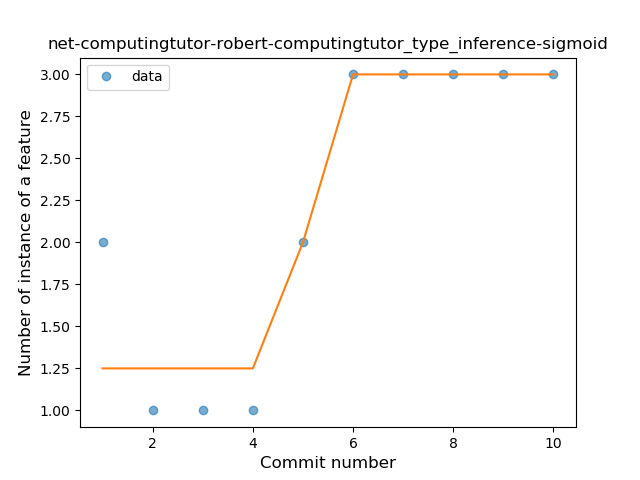 net-computingtutor-robert-computingtutor_type_inference-sigmoid
data
Number of instance of a feature
3.00
2.75
2.50
2.25
2.00
1.75
1.50
1.25
1.00
2 4 6 8 10
Commit number